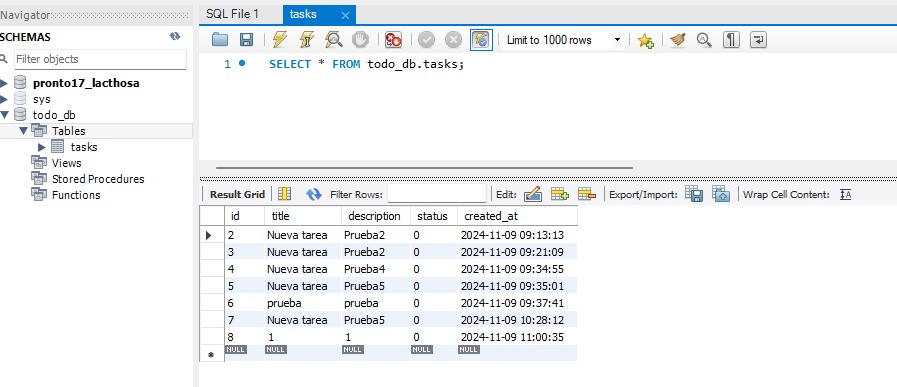 Navigator
SQL File 1 tasks x
SCHEMAS
Filter objects
Limit to 1000 rows
pronto17_lacthosa
sys
todo_db
Tables
tasks
Views
Stored Procedures
Functions
1 SELECT * FROM todo_db.tasks;
Result Grid Filter Rows: Edit: Export/Import: Wrap Cell Content: IA
id title description status created_at
2 Nueva tarea Prueba2 0 2024-11-09 09:13:13
3 Nueva tarea Prueba2 0 2024-11-09 09:21:09
4 Nueva tarea Prueba4 0 2024-11-09 09:34:55
5 Nueva tarea Prueba5 0 2024-11-09 09:35:01
6 prueba prueba 0 2024-11-09 09:37:41
7 Nueva tarea Prueba5 0 2024-11-09 10:28:12
8 1 1 0 2024-11-09 11:00:35
NULL NULL NULL NULL NULL